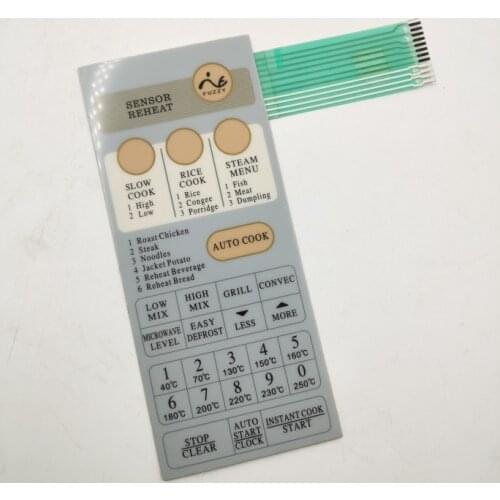 FUZZY
SENSOR
REHEAT
SLOW
COOK
1 High
2 Low
RICE
COOK
1 Rice
2 Congee
3 Porridge
STEAM
MENU
1 Fish
2 Meat
3 Dumpling
1 Roast Chicken
2 Steak
3 Noodles
4 Jacket Potato
5 Reheat Beverage
6 Reheat Bread
AUTO COOK
LOW
MIX
HIGH
MIX
GRILL
CONVEC
MICROWAVE
LEVEL
EASY
DEFROST
LESS
MORE
1
40°C
2
70°C
3
130°C
4
150°C
5
160°C
6
180°C
7
200°C
8
220°C
9
230°C
0
250°C
STOP
CLEAR
AUTO
START
CLOCK
INSTANT COOK
START